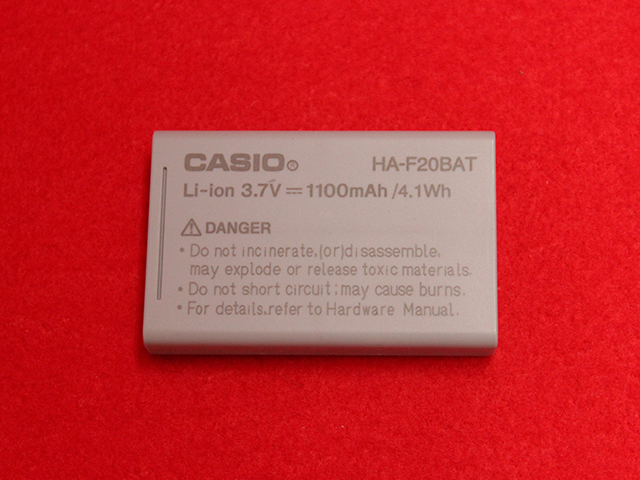 CASIO® HA-F20BAT
Li-ion 3.7V ⎓ 1100mAh /4.1Wh
⚠ DANGER
• Do not incinerate,(or)disassemble,
may explode or release toxic materials.
• Do not short circuit;may cause burns.
• For details,refer to Hardware Manual.